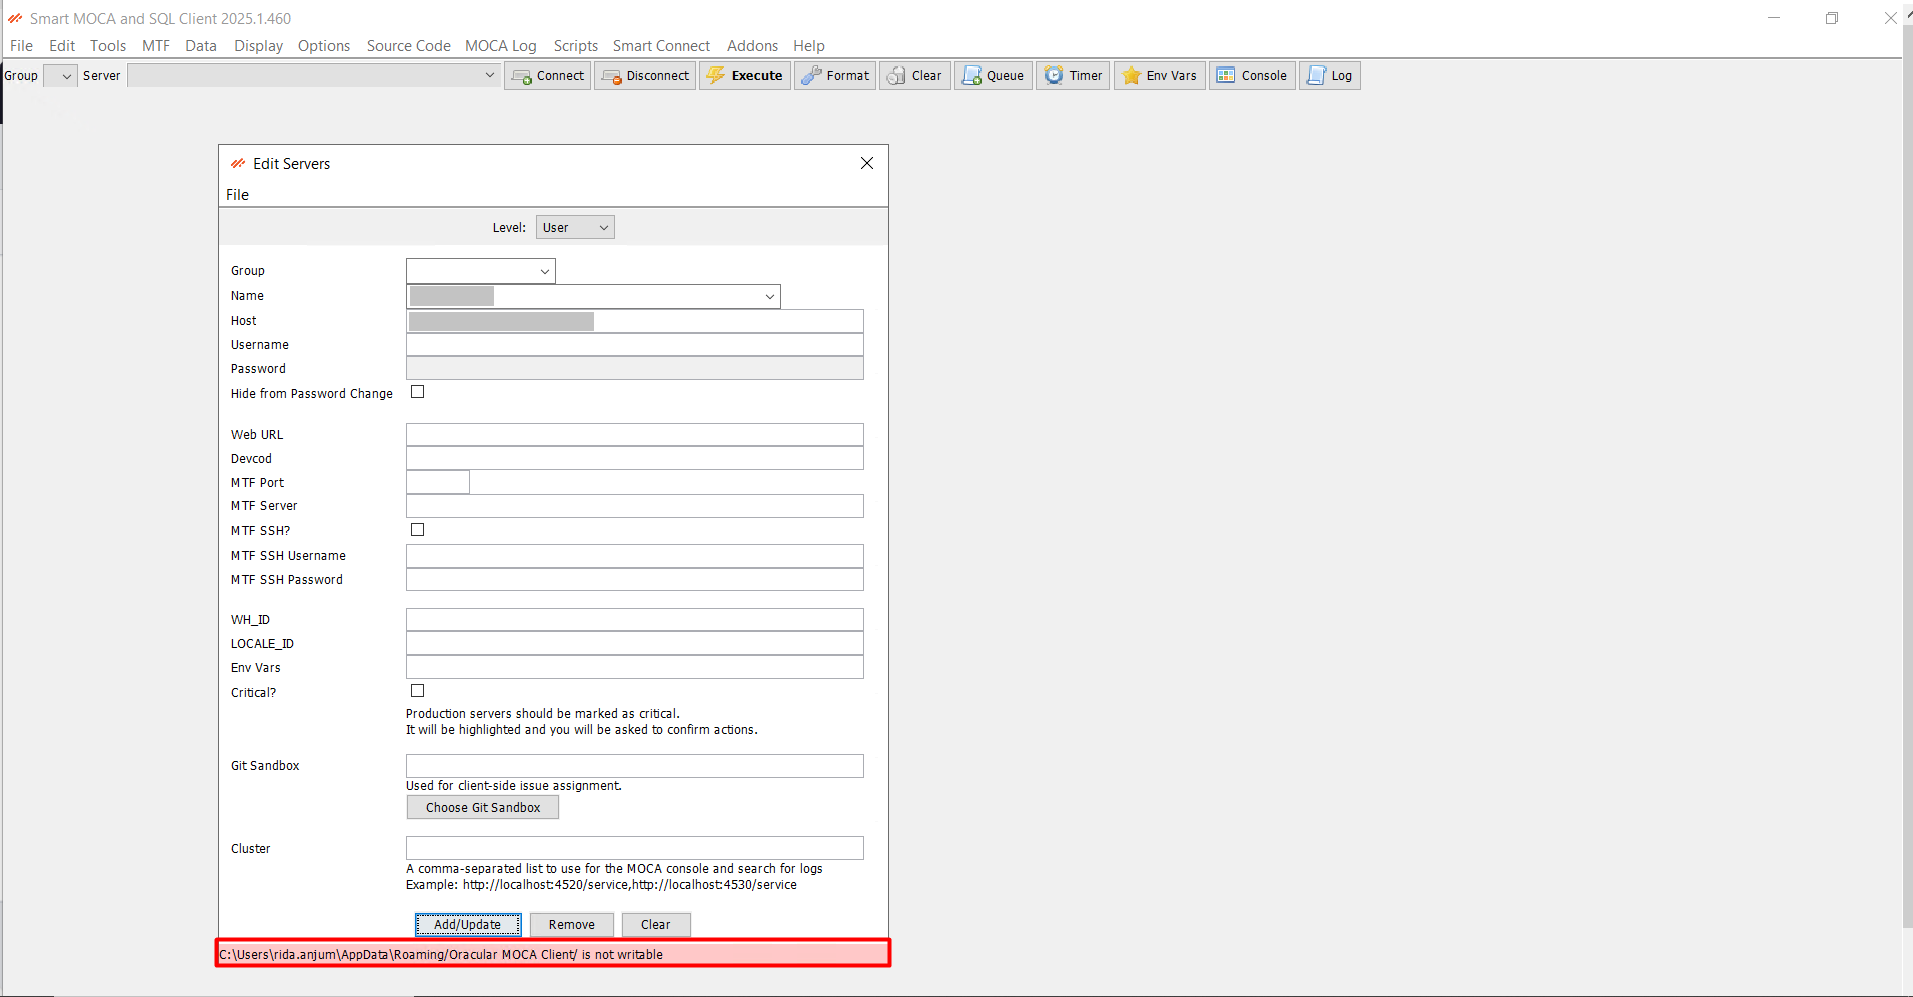 Smart MOCA and SQL Client 2025.1.460
File Edit Tools MTF Data Display Options Source Code MOCA Log Scripts Smart Connect Addons Help
Group Server Connect Disconnect Execute Format Clear Queue Timer Env Vars Console Log
Edit Servers
File
Level: User
Group
Name
Host
Username
Password
Hide from Password Change
Web URL
Devcod
MTF Port
MTF Server
MTF SSH?
MTF SSH Username
MTF SSH Password
WH_ID
LOCALE_ID
Env Vars
Critical?
Production servers should be marked as critical.
It will be highlighted and you will be asked to confirm actions.
Git Sandbox
Used for client-side issue assignment.
Choose Git Sandbox
Cluster
A comma-separated list to use for the MOCA console and search for logs
Example: http://localhost:4520/service,http://localhost:4530/service
Add/Update Remove Clear
C:\Users\rida.anjum\AppData\Roaming/Oracular MOCA Client/ is not writable